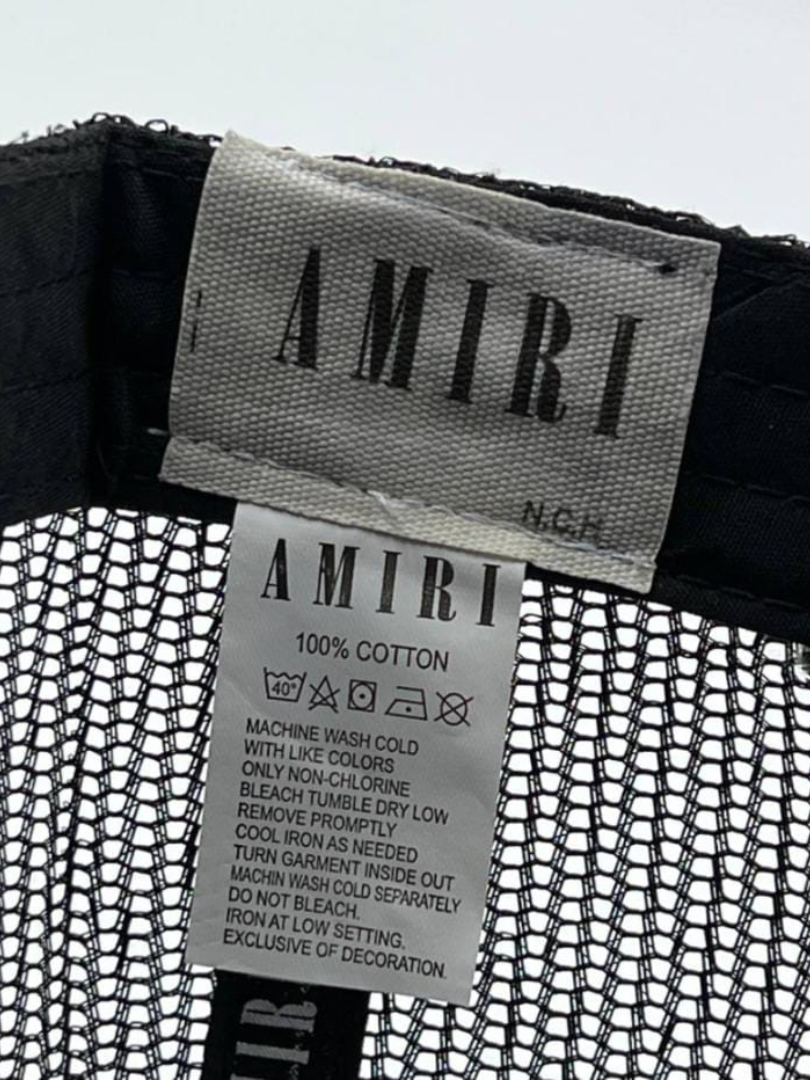 AMIRI
N.C.H
AMIRI
100% COTTON
40°
MACHINE WASH COLD
WITH LIKE COLORS
ONLY NON-CHLORINE
BLEACH TUMBLE DRY LOW
REMOVE PROMPTLY
COOL IRON AS NEEDED
TURN GARMENT INSIDE OUT
MACHIN WASH COLD SEPARATELY
DO NOT BLEACH.
IRON AT LOW SETTING.
EXCLUSIVE OF DECORATION.